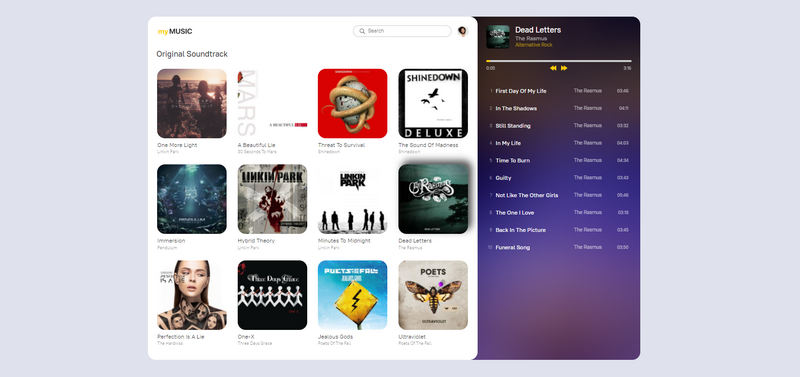 myMUSIC
Search
Original Soundtrack
One More Light
Linkin Park
MARS
A BEAUTIFUL LIE
A Beautiful Lie
30 Seconds To Mars
Threat To Survival
Shinedown
SHINEDOWN
DELUXE
The Sound Of Madness
Shinedown
Immersion
Pendulum
LINKIN PARK
Hybrid Theory
Linkin Park
LINKIN
PARK
Minutes To Midnight
Linkin Park
The Rasmus
DEAD LETTERS
Dead Letters
The Rasmus
Perfection Is A Lie
The Hardkiss
Three Days Grace
One-X
Three Days Grace
POETS OF THE FALL
Jealous Gods
Poets Of The Fall
POETS
OF THE FALL
ULTRAVIOLET
Ultraviolet
Poets Of The Fall
Dead Letters
The Rasmus
Alternative Rock
0:00
1 First Day Of My Life The Rasmus 03:46
2 In The Shadows The Rasmus 04:11
3 Still Standing The Rasmus 03:32
4 In My Life The Rasmus 04:03
5 Time To Burn The Rasmus 04:34
6 Guilty The Rasmus 03:43
7 Not Like The Other Girls The Rasmus 05:46
8 The One I Love The Rasmus 03:18
9 Back In The Picture The Rasmus 03:45
10 Funeral Song The Rasmus 03:50